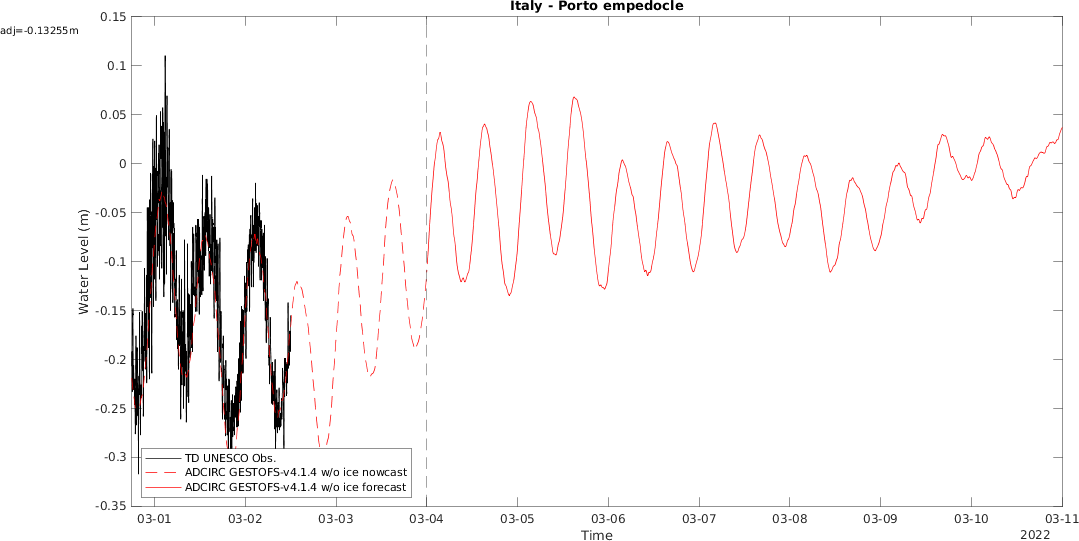 Italy - Porto empedocle
adj=-0.13255m
0.15
0.1
0.05
0
-0.05
-0.1
-0.15
-0.2
-0.25
-0.3
-0.35
Water Level (m)
TD UNESCO Obs.
ADCIRC GESTOFS-v4.1.4 w/o ice nowcast
ADCIRC GESTOFS-v4.1.4 w/o ice forecast
03-01 03-02 03-03 03-04 03-05 03-06 03-07 03-08 03-09 03-10 03-11
Time
2022